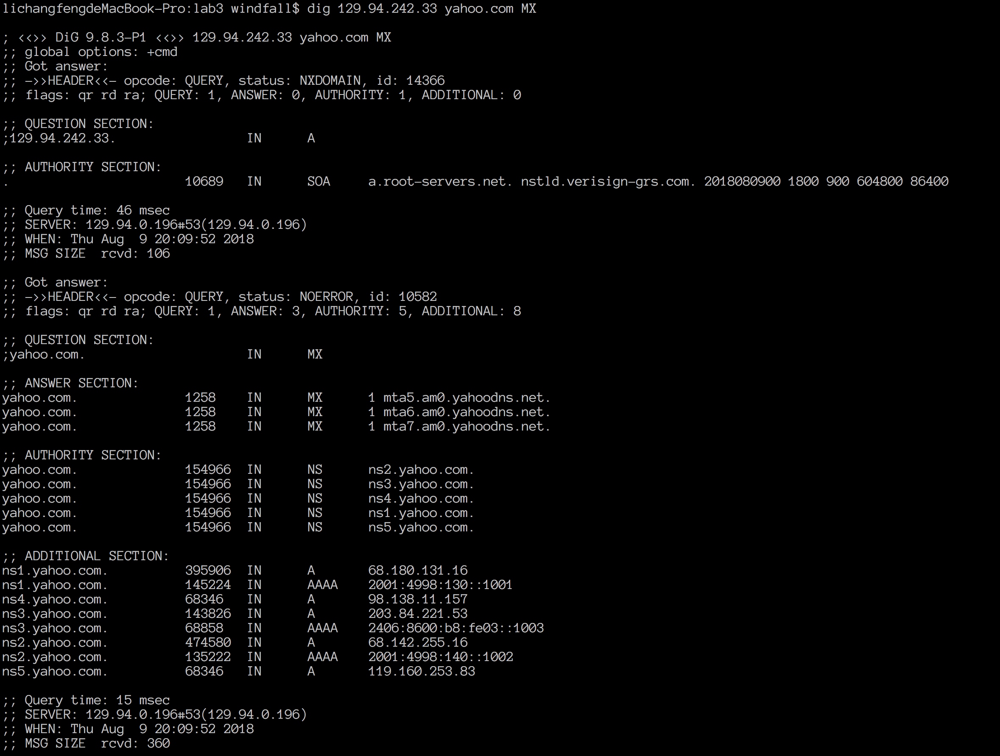 lichangfengdeMacBook-Pro:lab3 windfall$ dig 129.94.242.33 yahoo.com MX

; <<>> DiG 9.8.3-P1 <<>> 129.94.242.33 yahoo.com MX
;; global options: +cmd
;; Got answer:
;; ->>HEADER<<- opcode: QUERY, status: NXDOMAIN, id: 14366
;; flags: qr rd ra; QUERY: 1, ANSWER: 0, AUTHORITY: 1, ADDITIONAL: 0

;; QUESTION SECTION:
;129.94.242.33.			IN	A

;; AUTHORITY SECTION:
.			10689	IN	SOA	a.root-servers.net. nstld.verisign-grs.com. 2018080900 1800 900 604800 86400

;; Query time: 46 msec
;; SERVER: 129.94.0.196#53(129.94.0.196)
;; WHEN: Thu Aug  9 20:09:52 2018
;; MSG SIZE  rcvd: 106

;; Got answer:
;; ->>HEADER<<- opcode: QUERY, status: NOERROR, id: 10582
;; flags: qr rd ra; QUERY: 1, ANSWER: 3, AUTHORITY: 5, ADDITIONAL: 8

;; QUESTION SECTION:
;yahoo.com.			IN	MX

;; ANSWER SECTION:
yahoo.com.		1258	IN	MX	1 mta5.am0.yahoodns.net.
yahoo.com.		1258	IN	MX	1 mta6.am0.yahoodns.net.
yahoo.com.		1258	IN	MX	1 mta7.am0.yahoodns.net.

;; AUTHORITY SECTION:
yahoo.com.		154966	IN	NS	ns2.yahoo.com.
yahoo.com.		154966	IN	NS	ns3.yahoo.com.
yahoo.com.		154966	IN	NS	ns4.yahoo.com.
yahoo.com.		154966	IN	NS	ns1.yahoo.com.
yahoo.com.		154966	IN	NS	ns5.yahoo.com.

;; ADDITIONAL SECTION:
ns1.yahoo.com.		395906	IN	A	68.180.131.16
ns1.yahoo.com.		145224	IN	AAAA	2001:4998:130::1001
ns4.yahoo.com.		68346	IN	A	98.138.11.157
ns3.yahoo.com.		143826	IN	A	203.84.221.53
ns3.yahoo.com.		68858	IN	AAAA	2406:8600:b8:fe03::1003
ns2.yahoo.com.		474580	IN	A	68.142.255.16
ns2.yahoo.com.		135222	IN	AAAA	2001:4998:140::1002
ns5.yahoo.com.		68346	IN	A	119.160.253.83

;; Query time: 15 msec
;; SERVER: 129.94.0.196#53(129.94.0.196)
;; WHEN: Thu Aug  9 20:09:52 2018
;; MSG SIZE  rcvd: 360